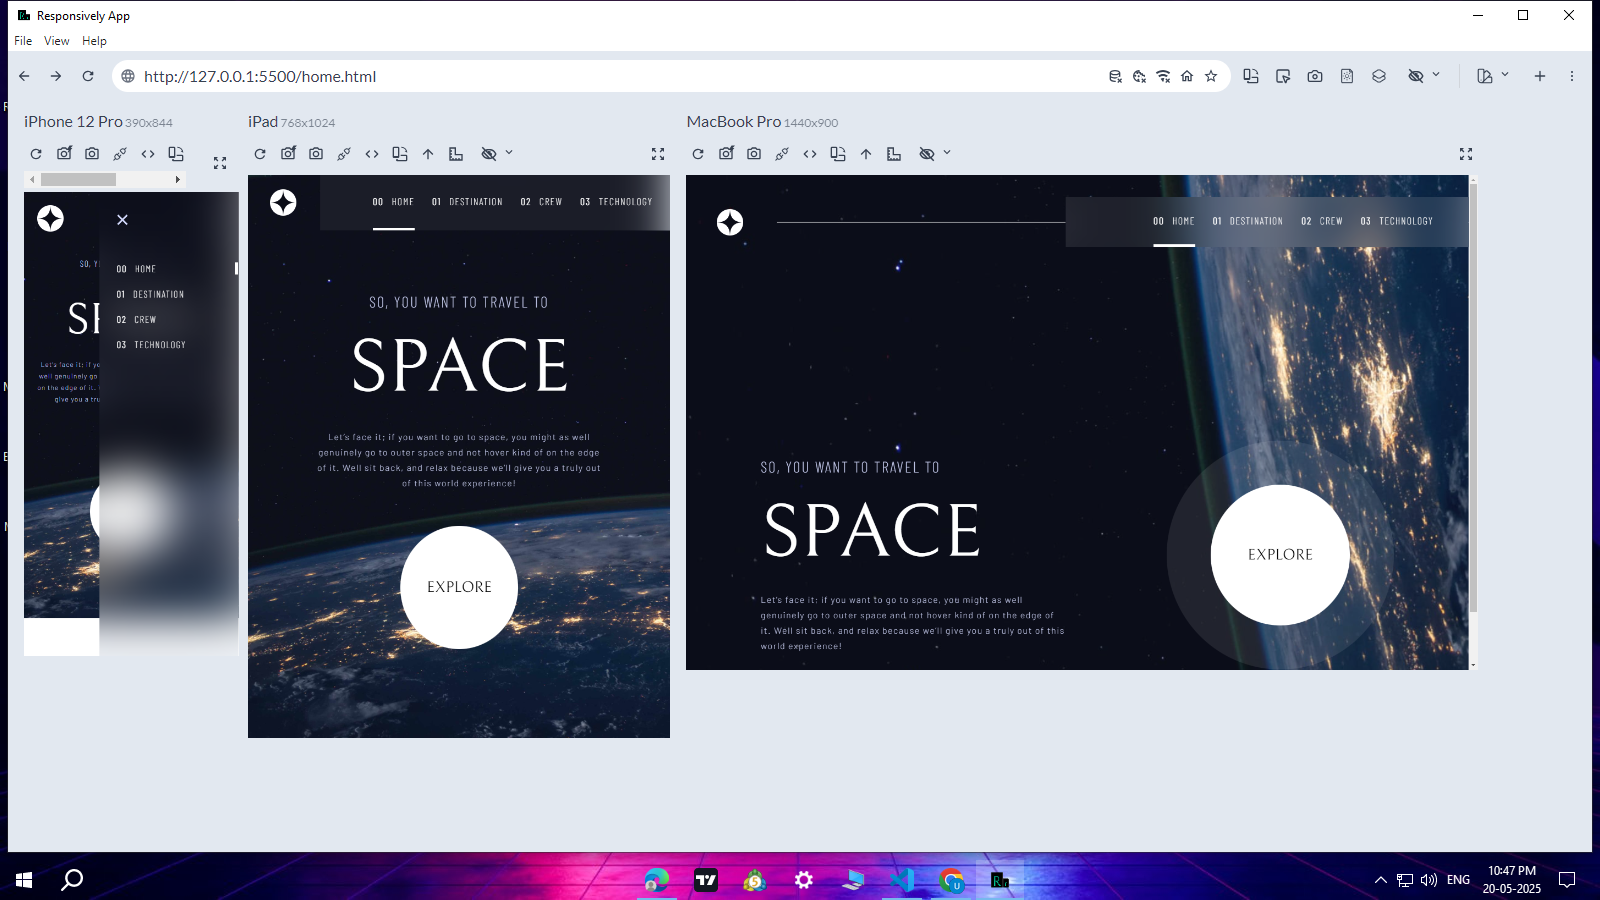 Responsively App
File View Help
http://127.0.0.1:5500/home.html
iPhone 12 Pro 390x844
SO, Y
SP
Let's face it; if y
well genuinely go
on the edge of it.
give you a tru
00 HOME
01 DESTINATION
02 CREW
03 TECHNOLOGY
iPad 768x1024
00 HOME 01 DESTINATION 02 CREW 03 TECHNOLOGY
SO, YOU WANT TO TRAVEL TO
SPACE
Let's face it; if you want to go to space, you might as well
genuinely go to outer space and not hover kind of on the edge
of it. Well sit back, and relax because we'll give you a truly out
of this world experience!
EXPLORE
MacBook Pro 1440x900
00 HOME 01 DESTINATION 02 CREW 03 TECHNOLOGY
SO, YOU WANT TO TRAVEL TO
SPACE
Let's face it; if you want to go to space, you might as well
genuinely go to outer space and not hover kind of on the edge of
it. Well sit back, and relax because we'll give you a truly out of this
world experience!
EXPLORE
ENG
10:47 PM
20-05-2025